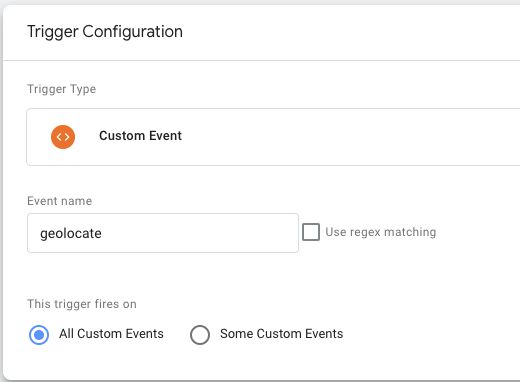 Trigger Configuration
Trigger Type
Custom Event
Event name
geolocate
Use regex matching
This trigger fires on
All Custom Events
Some Custom Events